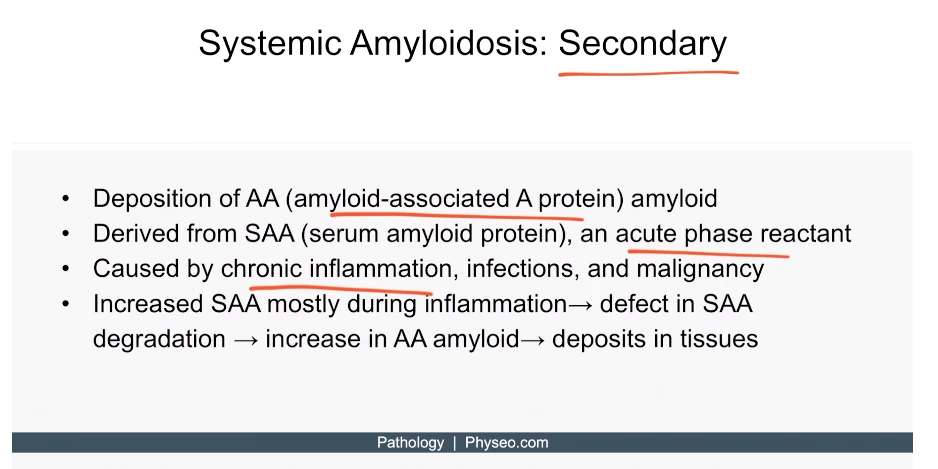 Systemic Amyloidosis: Secondary
• Deposition of AA (amyloid-associated A protein) amyloid
• Derived from SAA (serum amyloid protein), an acute phase reactant
• Caused by chronic inflammation, infections, and malignancy
• Increased SAA mostly during inflammation→ defect in SAA
degradation → increase in AA amyloid→ deposits in tissues
Pathology | Physeo.com